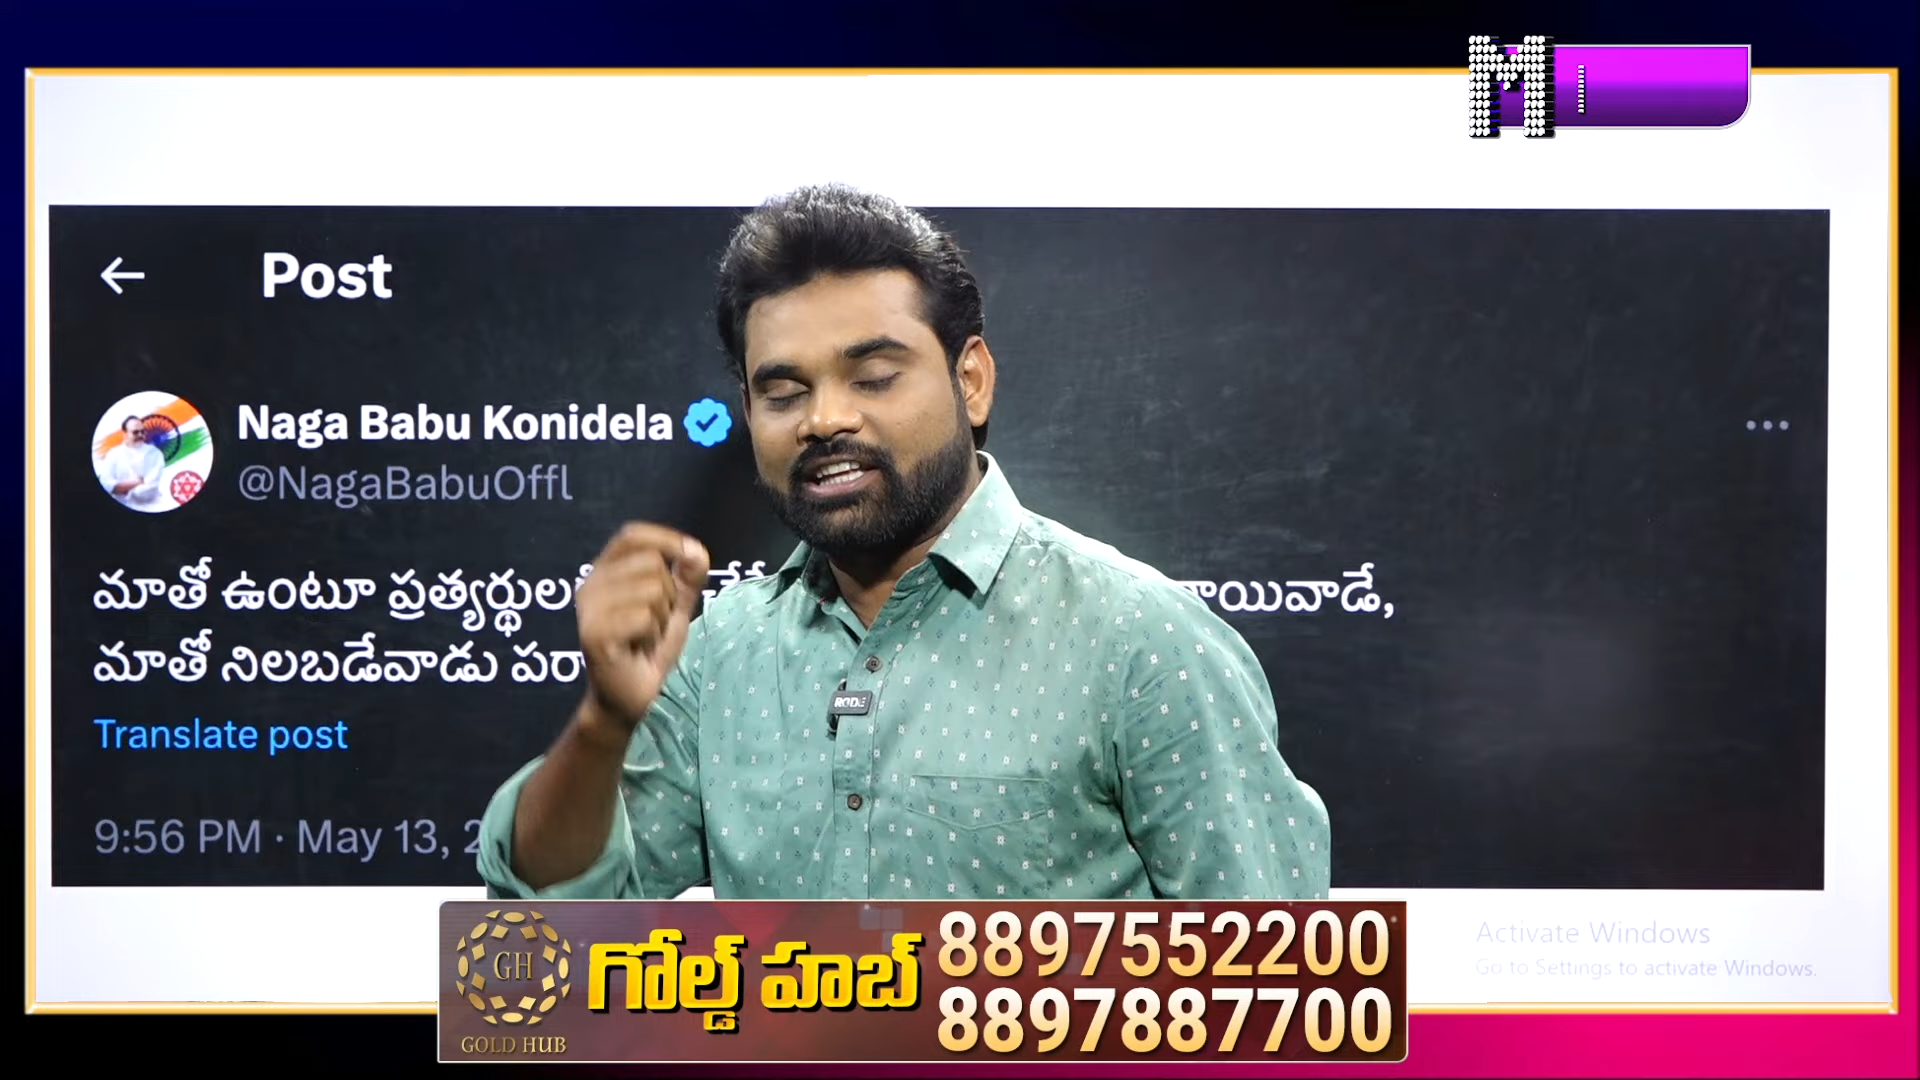 M
Post
Naga Babu Konidela
@NagaBabuOffl
మాతో ఉంటూ ప్రత్యర్థుల
మాతో నిలబడేవాడు
Translate post
9:56 PM · May 13,
RODE
GH
GOLD HUB
గోల్డ్ హబ్
8897552200
8897887700
Activate Windows
Go to Settings to activate Windows.